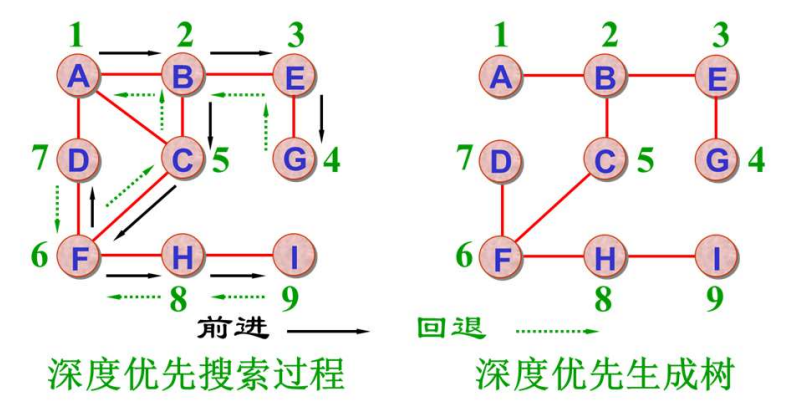 1 2 3 1 2 3
A B E A B E
7 D C 5 G 4 7 D C 5 G 4
6 F H I 6 F H I
8 9 8 9
前进 回退
深度优先搜索过程 深度优先生成树